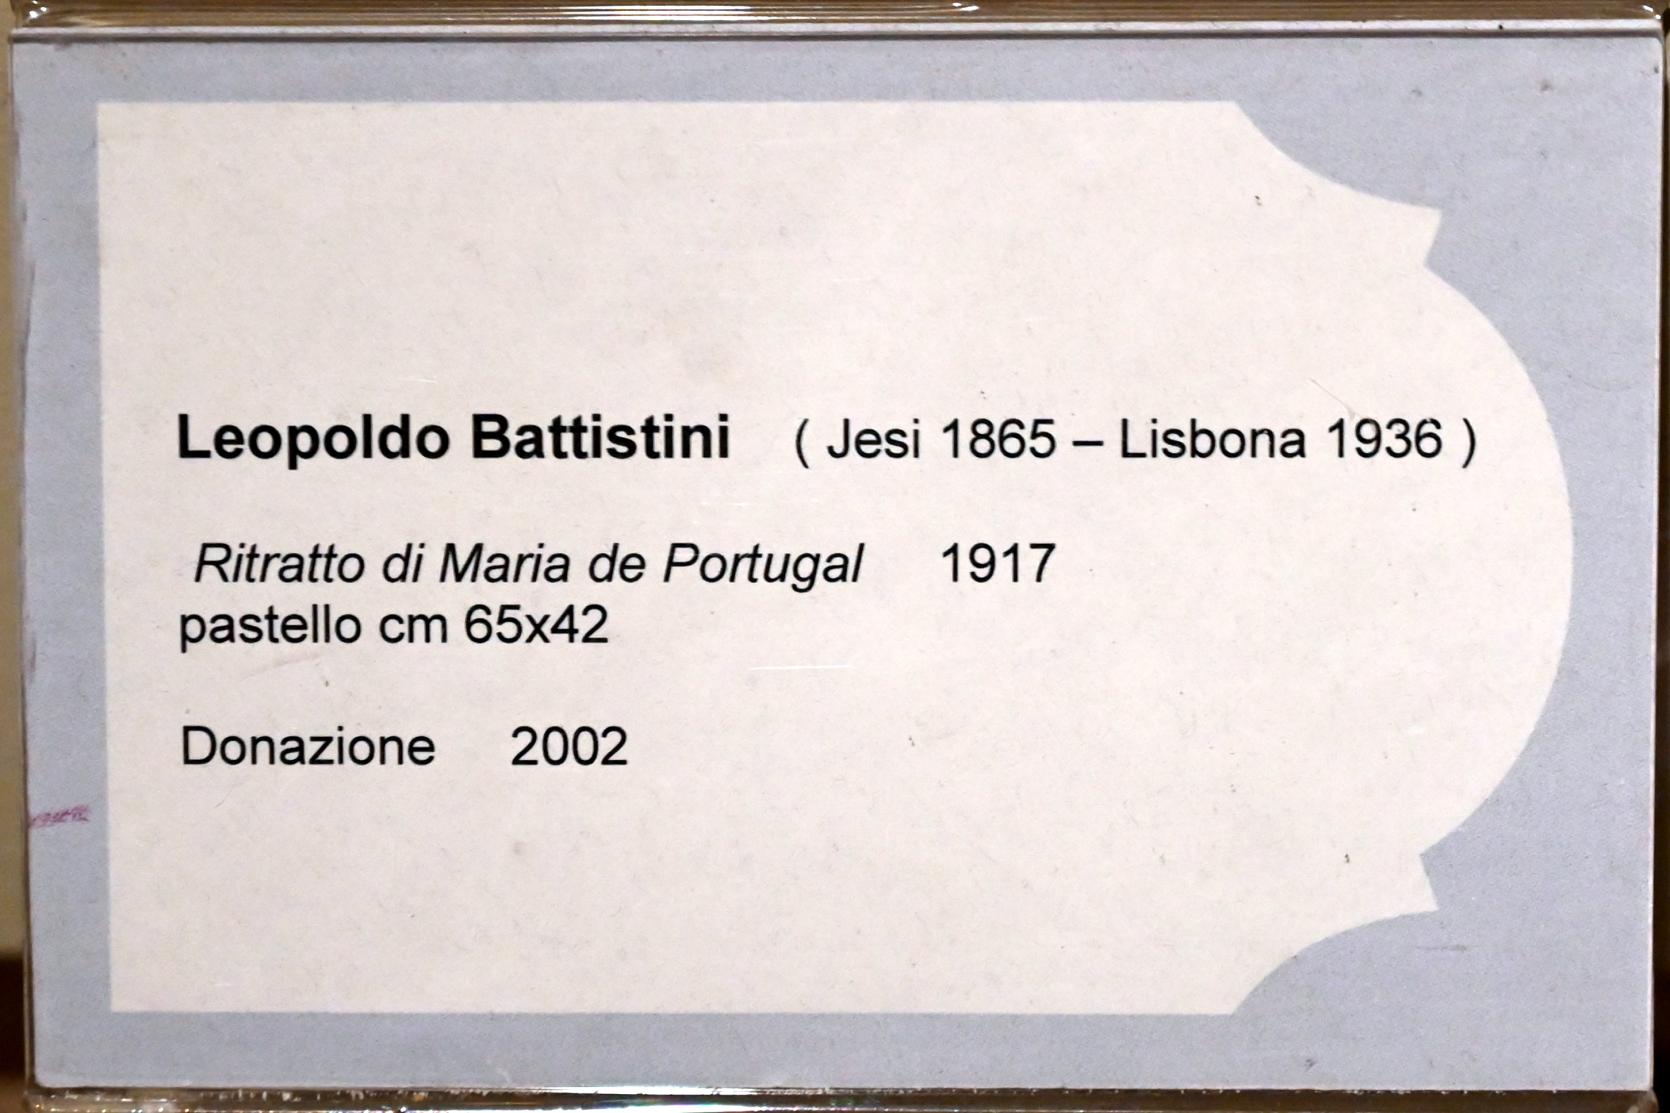 Leopoldo Battistini ( Jesi 1865 – Lisbona 1936 )
Ritratto di Maria de Portugal 1917
pastello cm 65x42
Donazione 2002